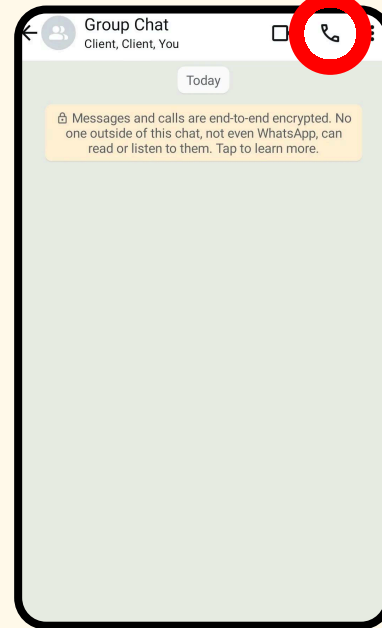 Group Chat
Client, Client, You
Today
Messages and calls are end-to-end encrypted. No
one outside of this chat, not even WhatsApp, can
read or listen to them. Tap to learn more.